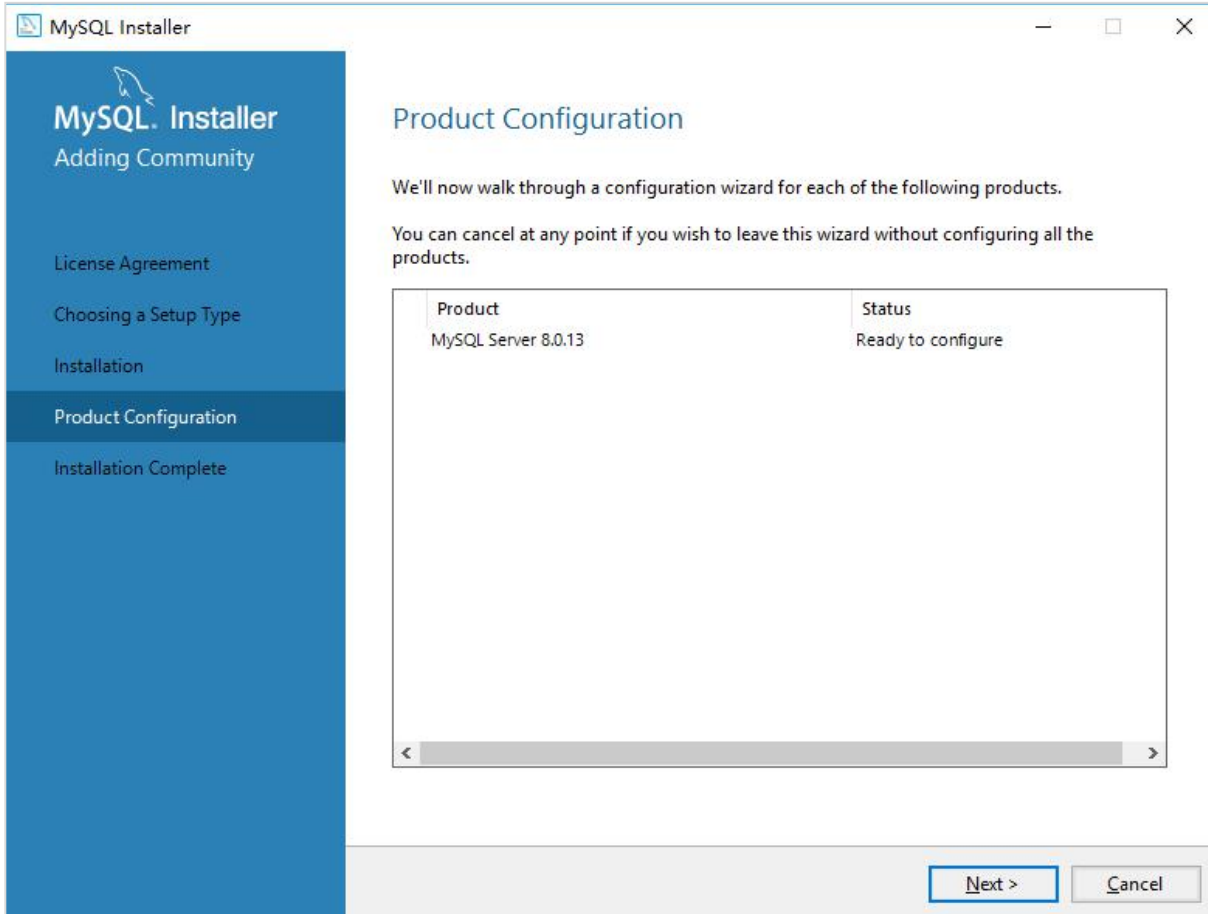 MySQL Installer
MySQL. Installer
Adding Community
License Agreement
Choosing a Setup Type
Installation
Product Configuration
Installation Complete
Product Configuration
We'll now walk through a configuration wizard for each of the following products.
You can cancel at any point if you wish to leave this wizard without configuring all the
products.
Product Status
MySQL Server 8.0.13 Ready to configure
Next > Cancel